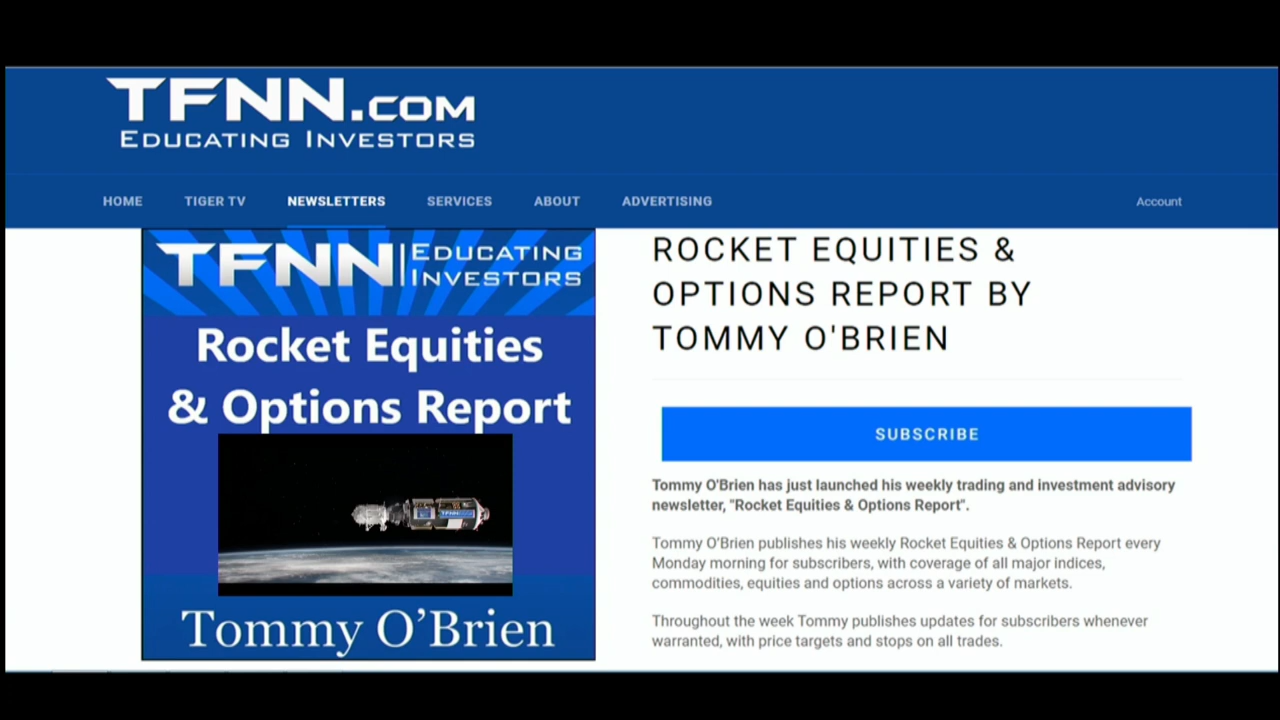 TFNN.COM
EDUCATING INVESTORS
HOME TIGER TV NEWSLETTERS SERVICES ABOUT ADVERTISING Account
TFNN EDUCATING
INVESTORS
Rocket Equities
& Options Report
TFNN
Tommy O’Brien
ROCKET EQUITIES &
OPTIONS REPORT BY
TOMMY O'BRIEN
SUBSCRIBE
Tommy O'Brien has just launched his weekly trading and investment advisory
newsletter, "Rocket Equities & Options Report".
Tommy O'Brien publishes his weekly Rocket Equities & Options Report every
Monday morning for subscribers, with coverage of all major indices,
commodities, equities and options across a variety of markets.
Throughout the week Tommy publishes updates for subscribers whenever
warranted, with price targets and stops on all trades.